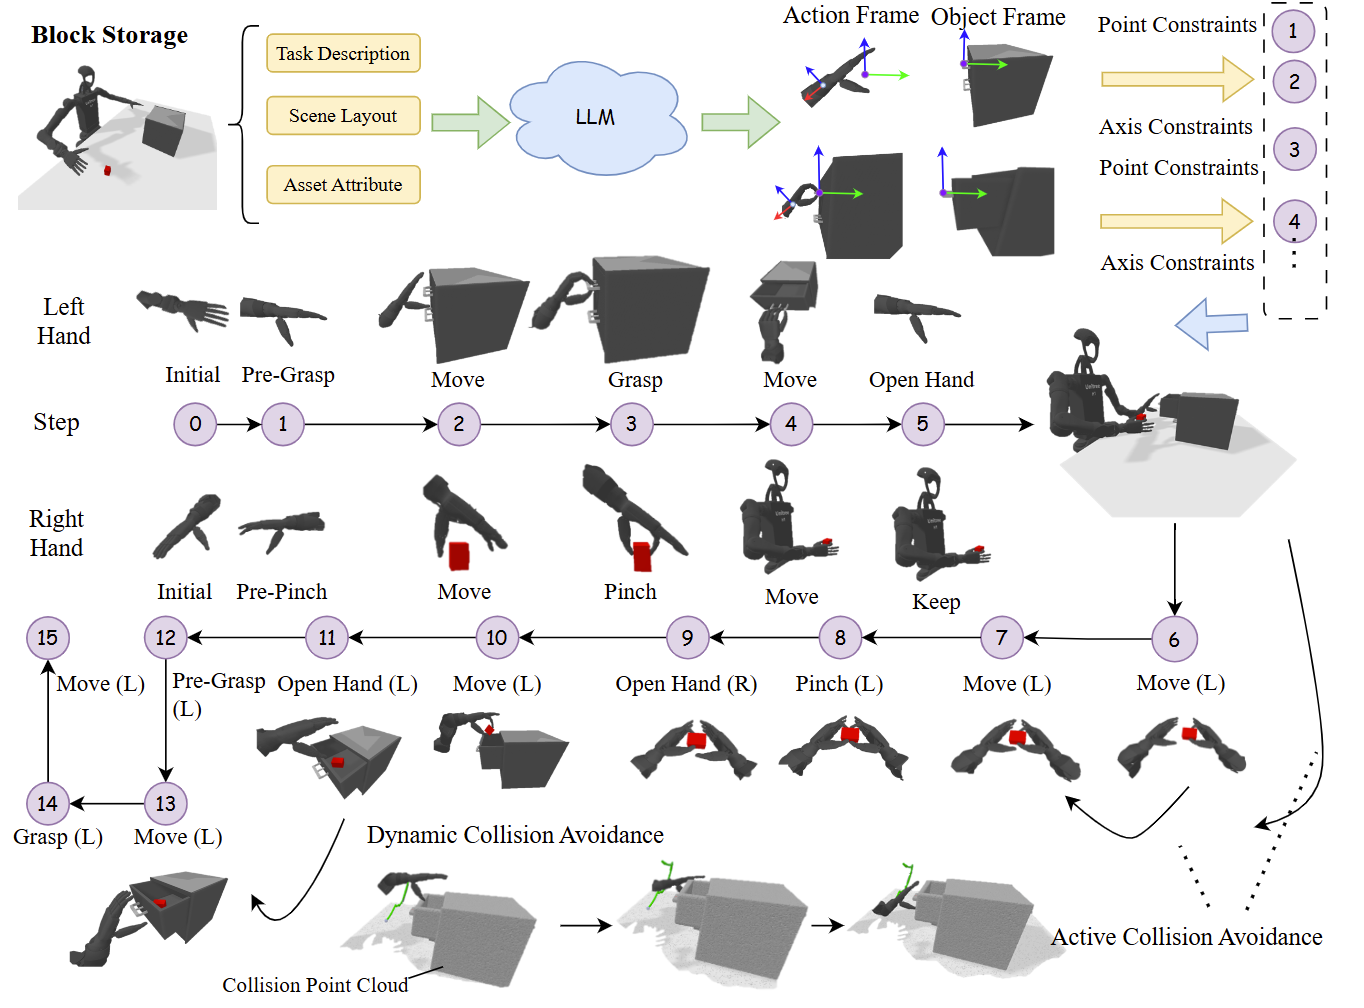 Block Storage
Task Description
Scene Layout
Asset Attribute
LLM
Action Frame
Object Frame
Point Constraints
Axis Constraints
Point Constraints
Axis Constraints
1
2
3
4
Left
Hand
Initial
Pre-Grasp
Move
Grasp
Move
Open Hand
Step
0
1
2
3
4
5
Right
Hand
Initial
Pre-Pinch
Move
Pinch
Move
Keep
15
12
11
10
9
8
7
6
Move (L)
Pre-Grasp
(L)
Open Hand (L)
Move (L)
Open Hand (R)
Pinch (L)
Move (L)
Move (L)
14
13
Grasp (L)
Move (L)
Dynamic Collision Avoidance
Active Collision Avoidance
Collision Point Cloud